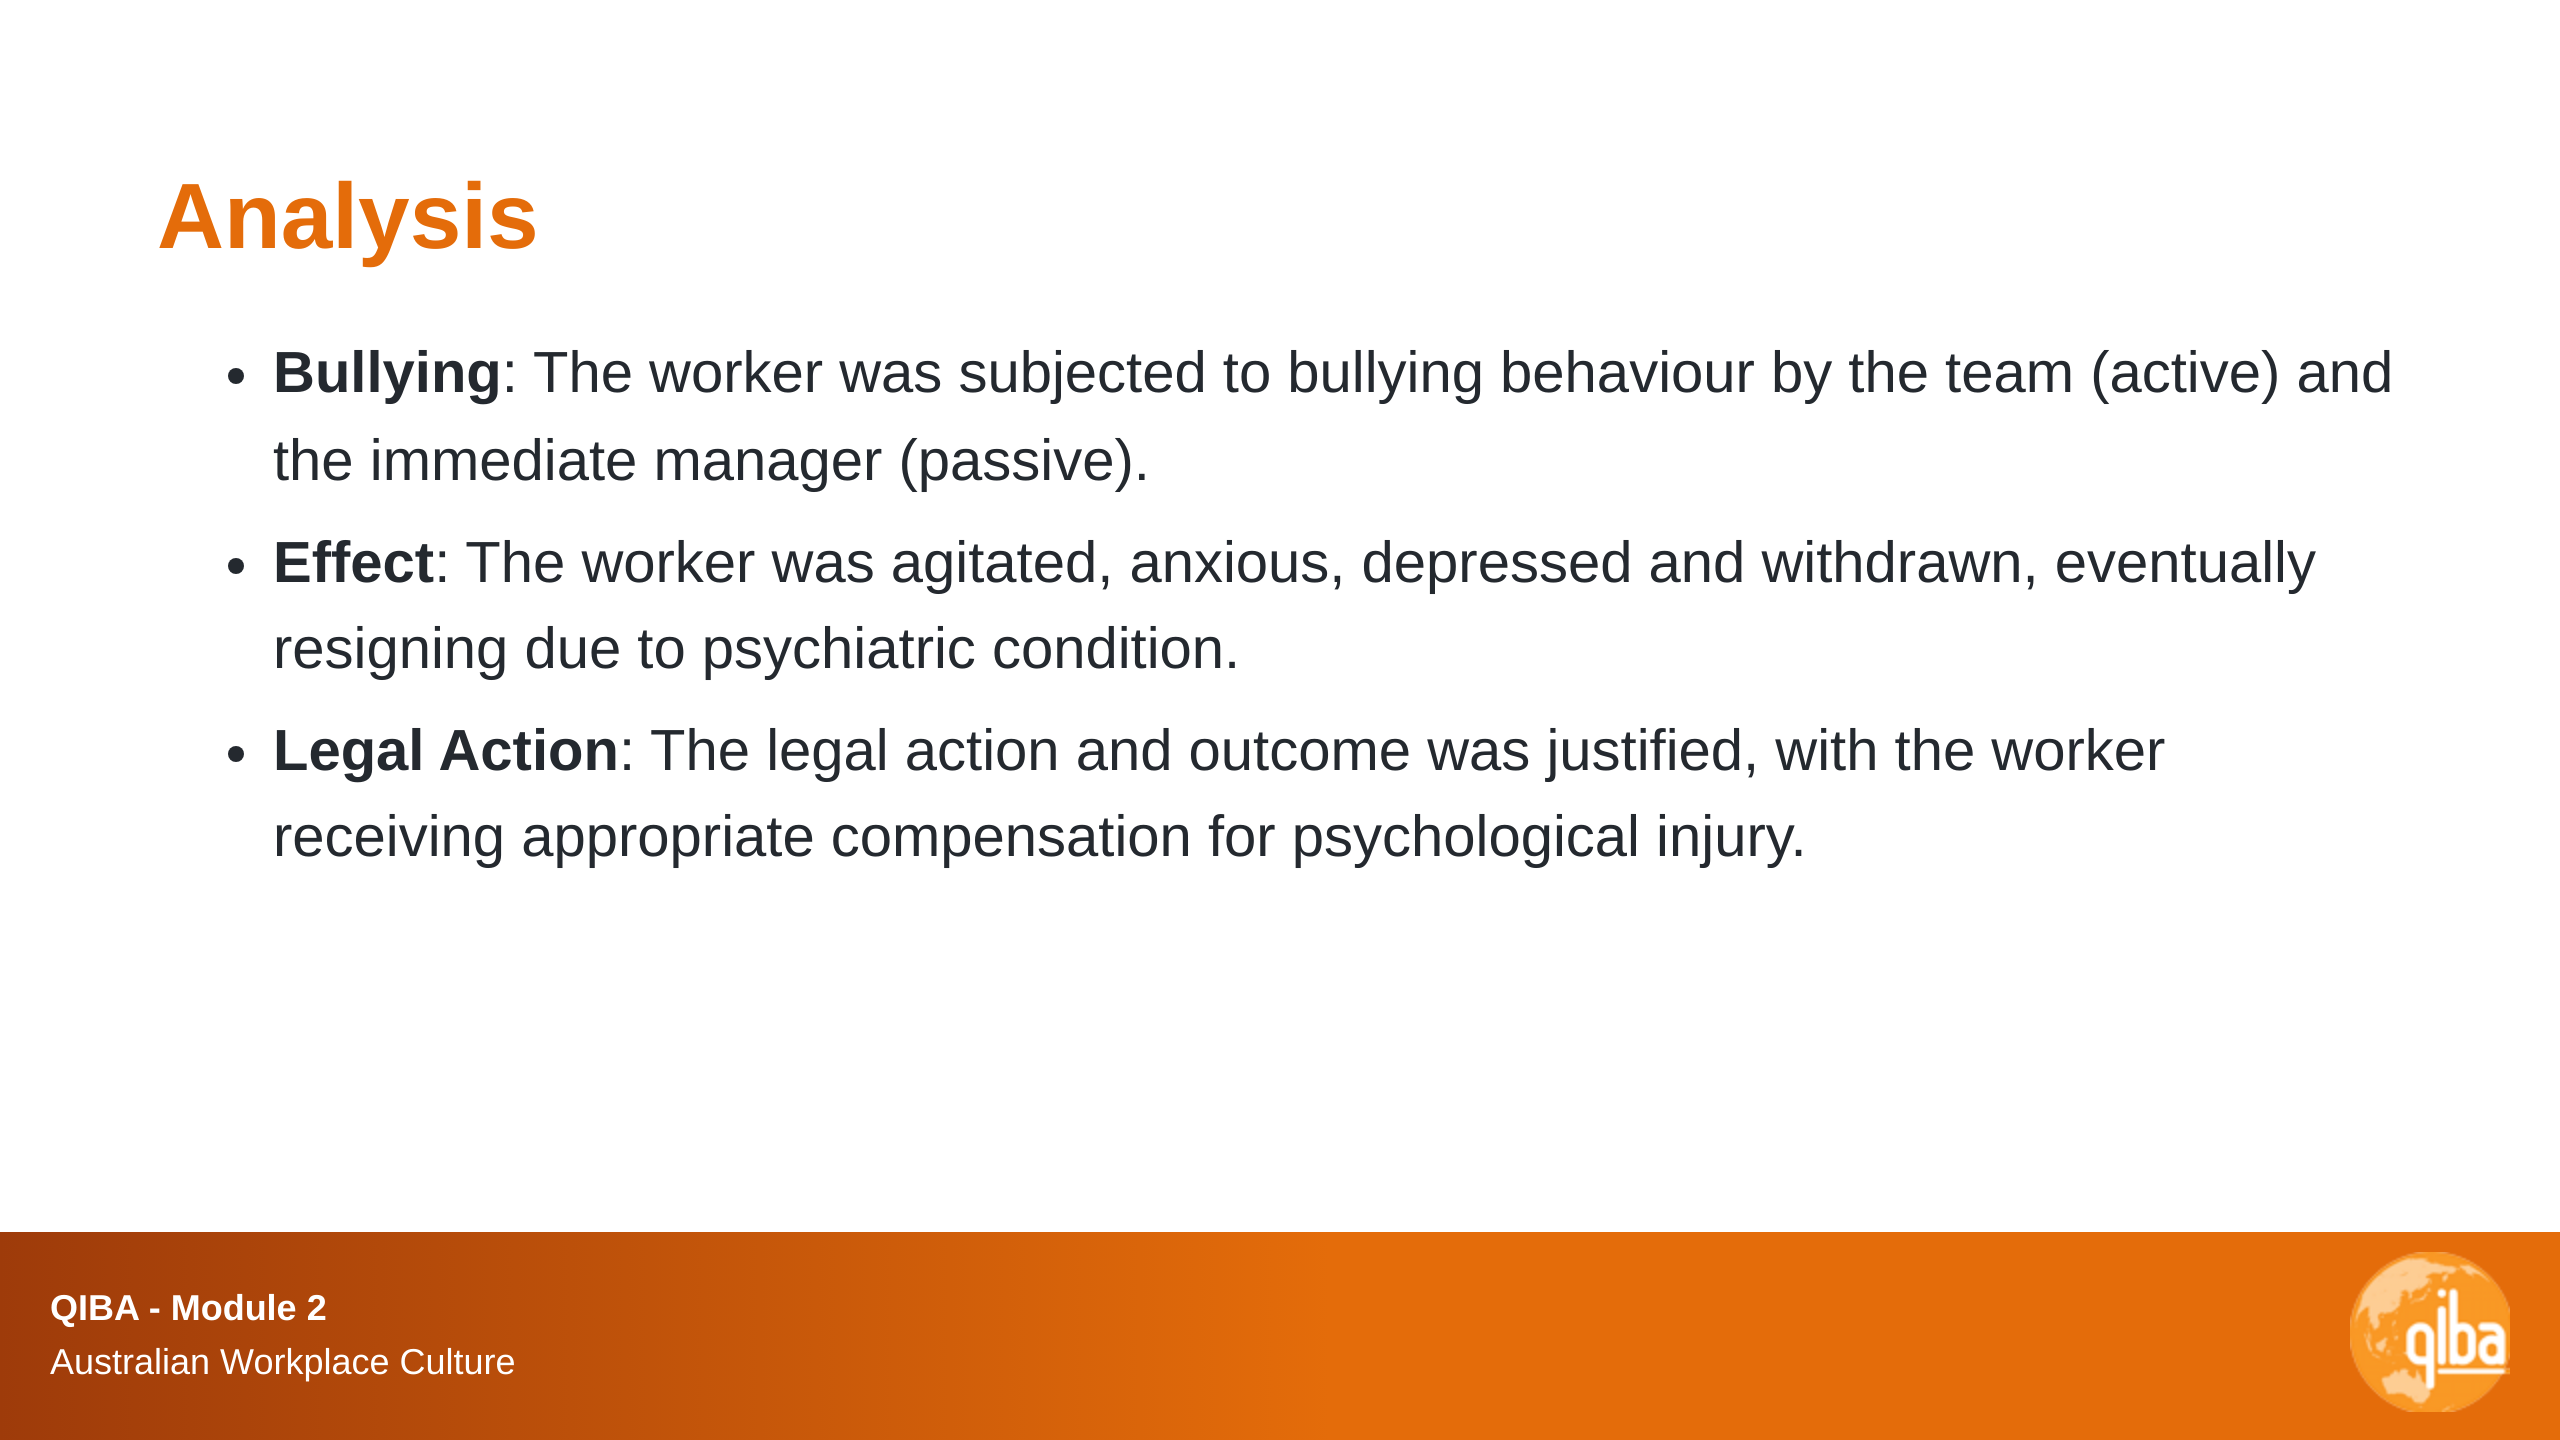 Analysis
• Bullying: The worker was subjected to bullying behaviour by the team (active) and
the immediate manager (passive).
• Effect: The worker was agitated, anxious, depressed and withdrawn, eventually
resigning due to psychiatric condition.
• Legal Action: The legal action and outcome was justified, with the worker
receiving appropriate compensation for psychological injury.
QIBA - Module 2
Australian Workplace Culture
qiba